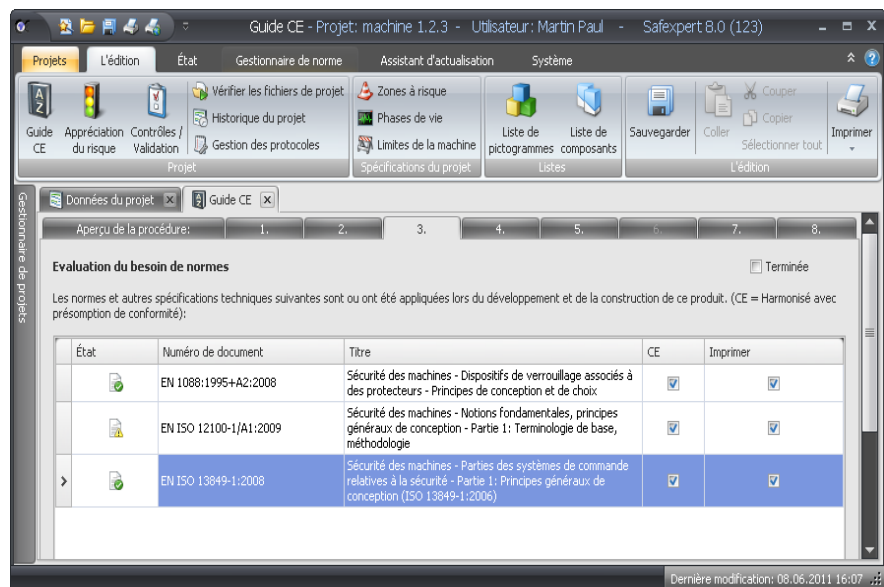 Guide CE - Projet: machine 1.2.3 - Utilisateur: Martin Paul - Safexpert 8.0 (123)
Projets L'édition État Gestionnaire de norme Assistant d'actualisation Système
Guide CE
Appréciation du risque
Contrôles / Validation
Vérifier les fichiers de projet
Historique du projet
Gestion des protocoles
Projet
Zones à risque
Phases de vie
Limites de la machine
Spécifications du projet
Liste de pictogrammes
Liste de composants
Listes
Sauvegarder
Coller
Couper
Copier
Sélectionner tout
Imprimer
L'édition
Gestionnaire de projets
Données du projet Guide CE
Aperçu de la procédure: 1. 2. 3. 4. 5. 6. 7. 8.
Evaluation du besoin de normes Terminée
Les normes et autres spécifications techniques suivantes sont ou ont été appliquées lors du développement et de la construction de ce produit. (CE = Harmonisé avec
présomption de conformité):
État Numéro de document Titre CE Imprimer
EN 1088:1995+A2:2008
Sécurité des machines - Dispositifs de verrouillage associés à
des protecteurs - Principes de conception et de choix
EN ISO 12100-1/A1:2009
Sécurité des machines - Notions fondamentales, principes
généraux de conception - Partie 1: Terminologie de base,
méthodologie
EN ISO 13849-1:2008
Sécurité des machines - Parties des systèmes de commande
relatives à la sécurité - Partie 1: Principes généraux de
conception (ISO 13849-1:2006)
Dernière modification: 08.06.2011 16:07